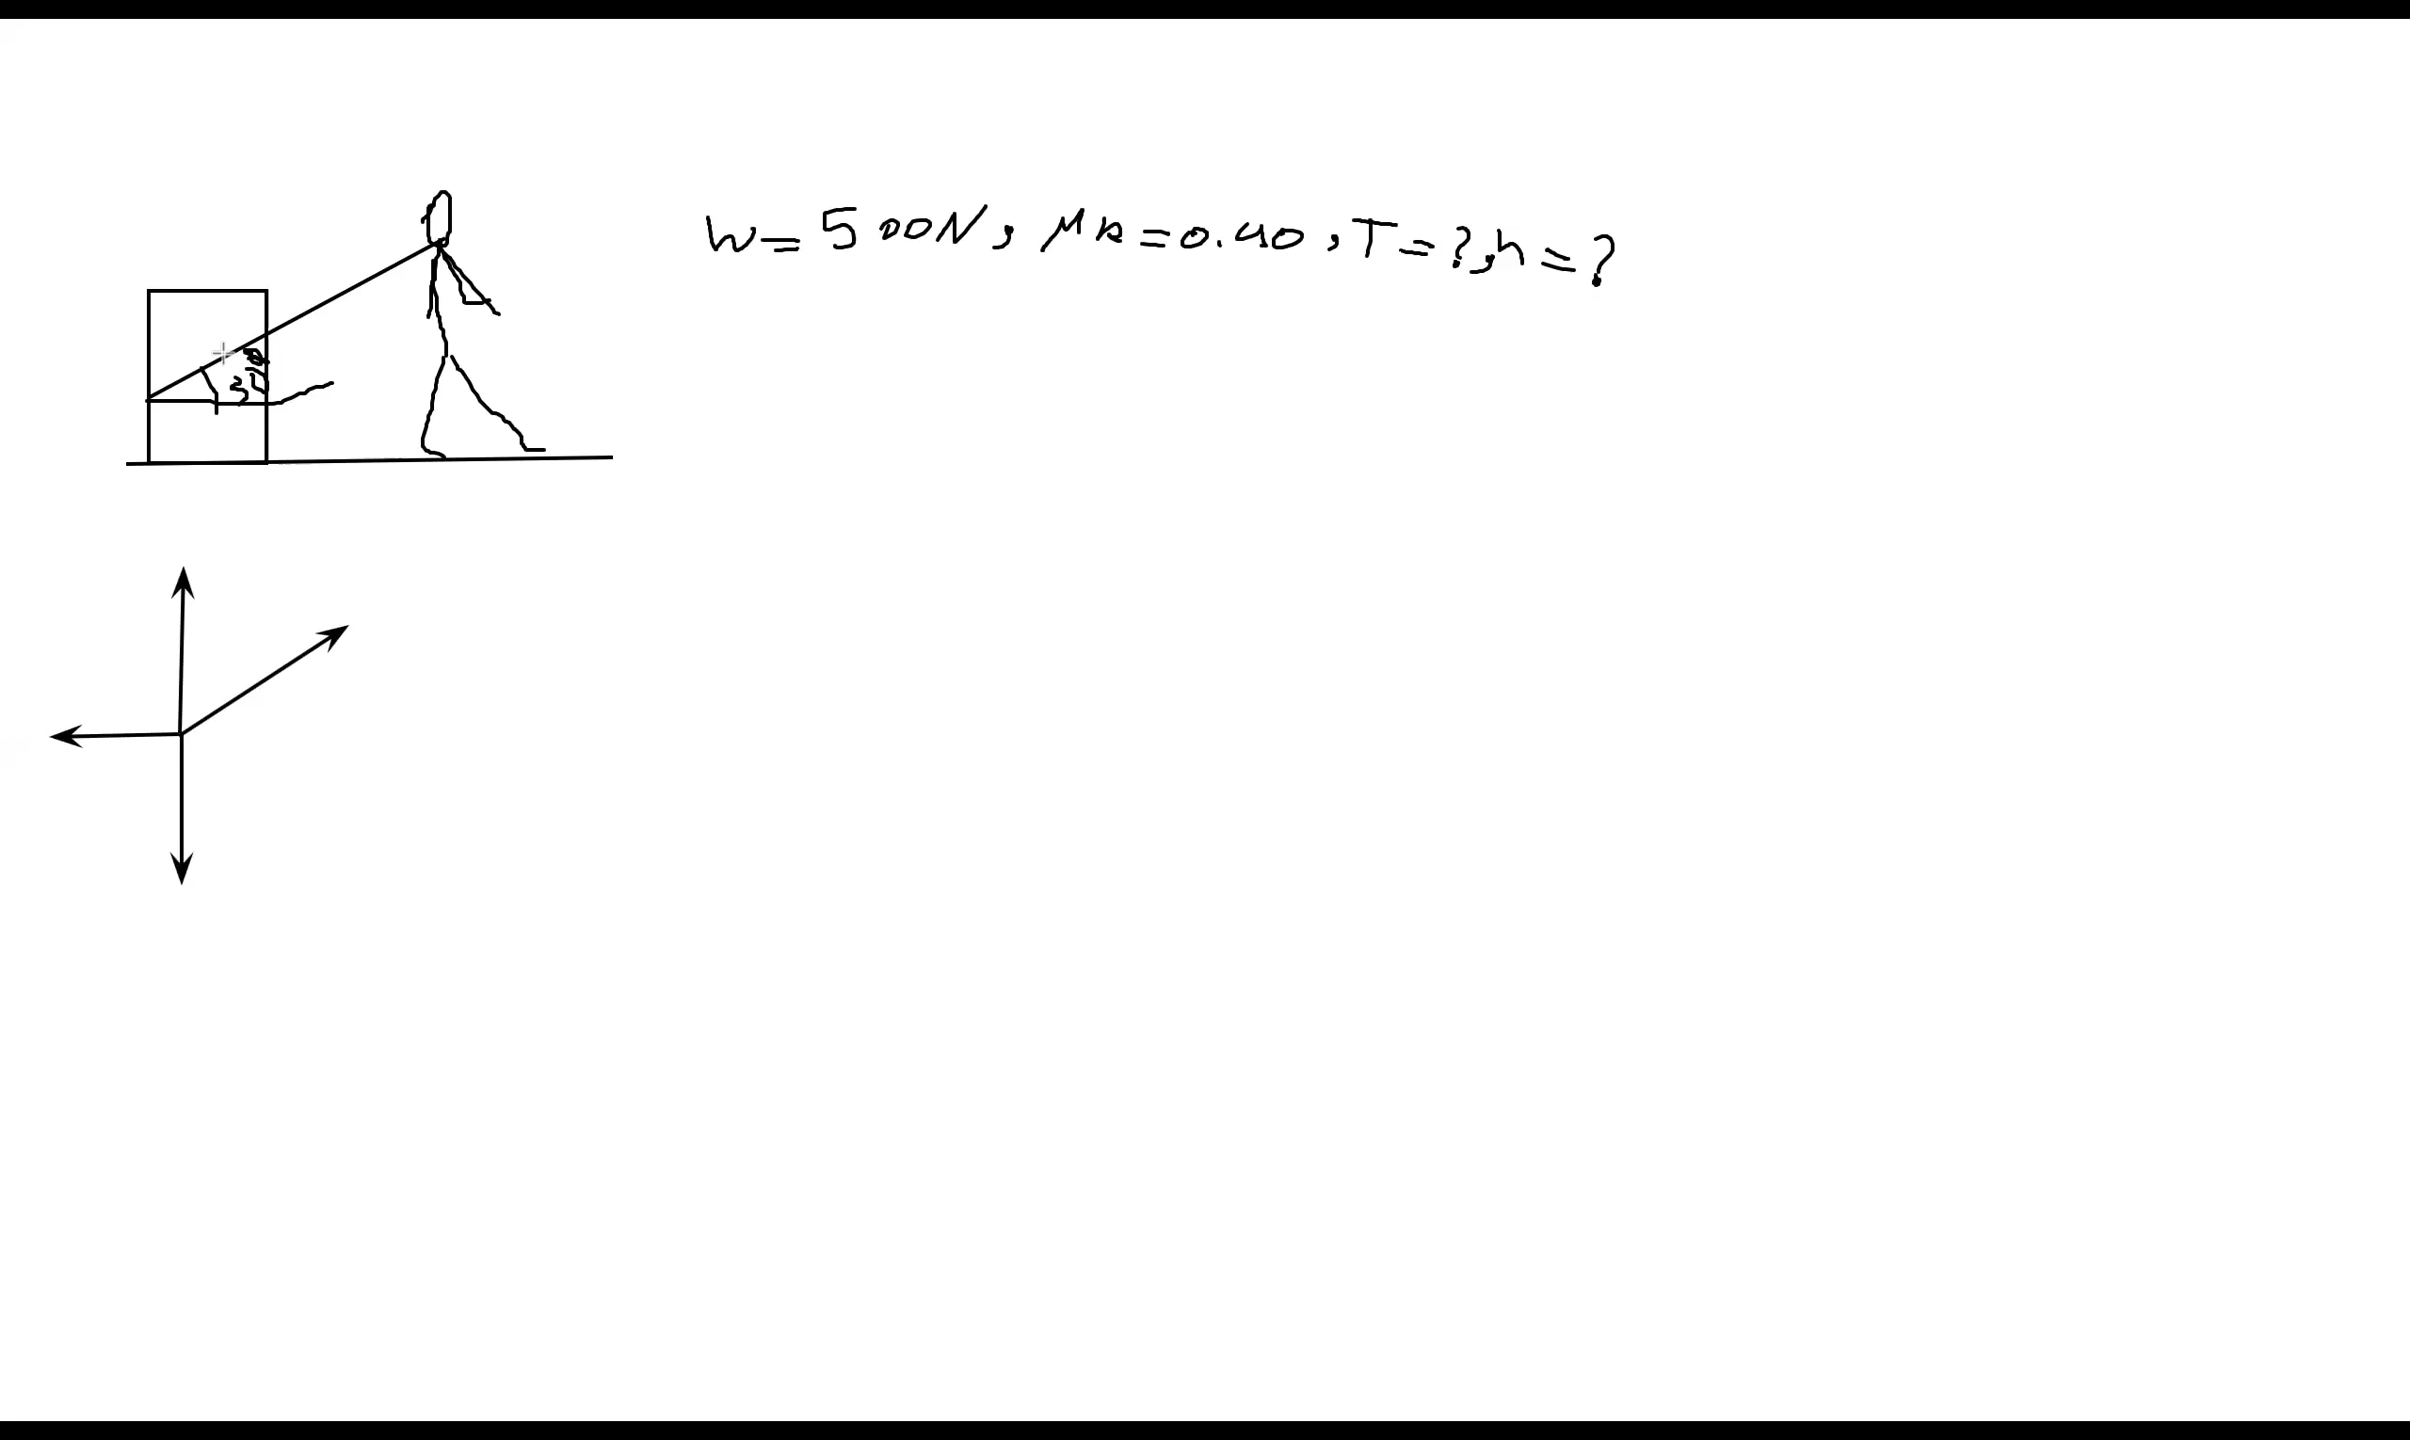 W = 500N, μk = 0.40, T = ?, n = ?